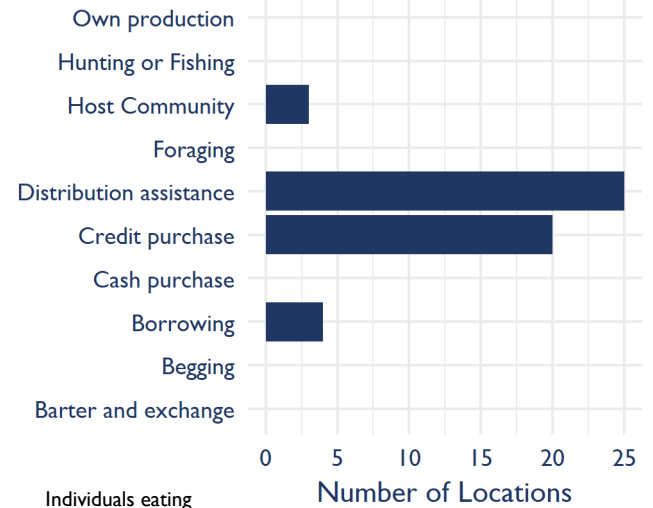 Own production
Hunting or Fishing
Host Community
Foraging
Distribution assistance
Credit purchase
Cash purchase
Borrowing
Begging
Barter and exchange
0 5 10 15 20 25
Number of Locations
Individuals eating